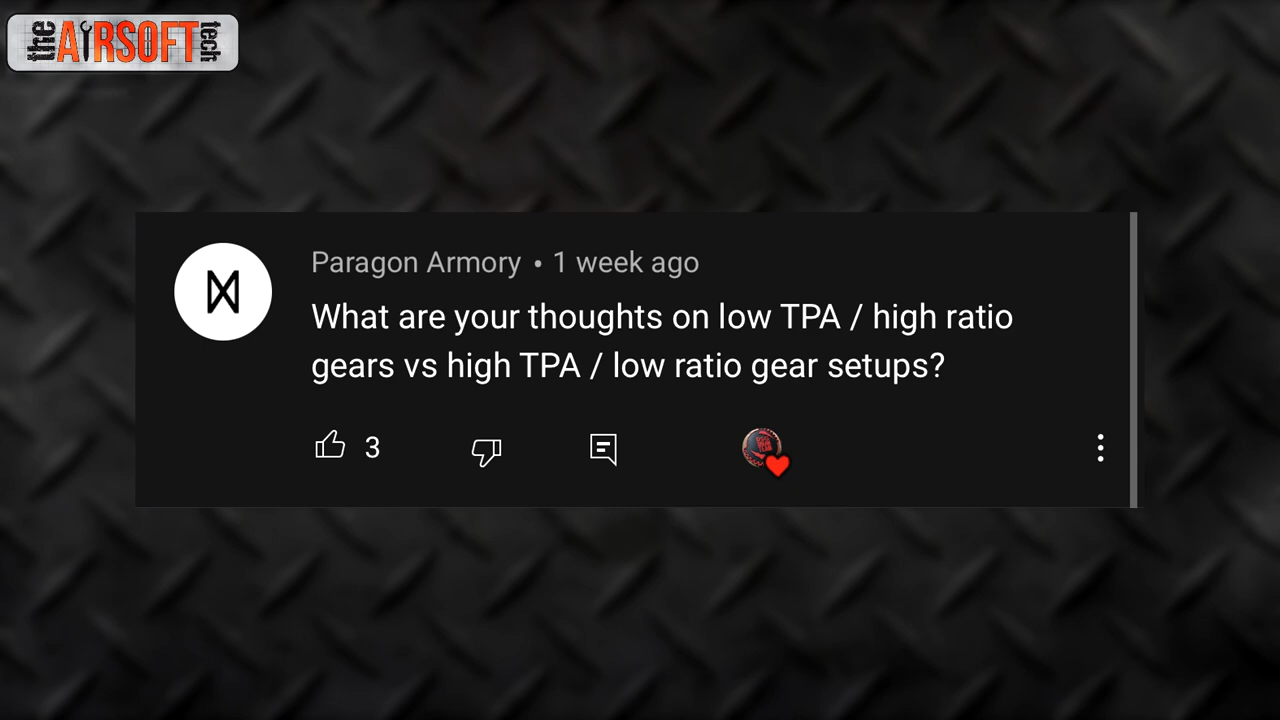 the AiRSOFT tech
Paragon Armory • 1 week ago
What are your thoughts on low TPA / high ratio
gears vs high TPA / low ratio gear setups?
3